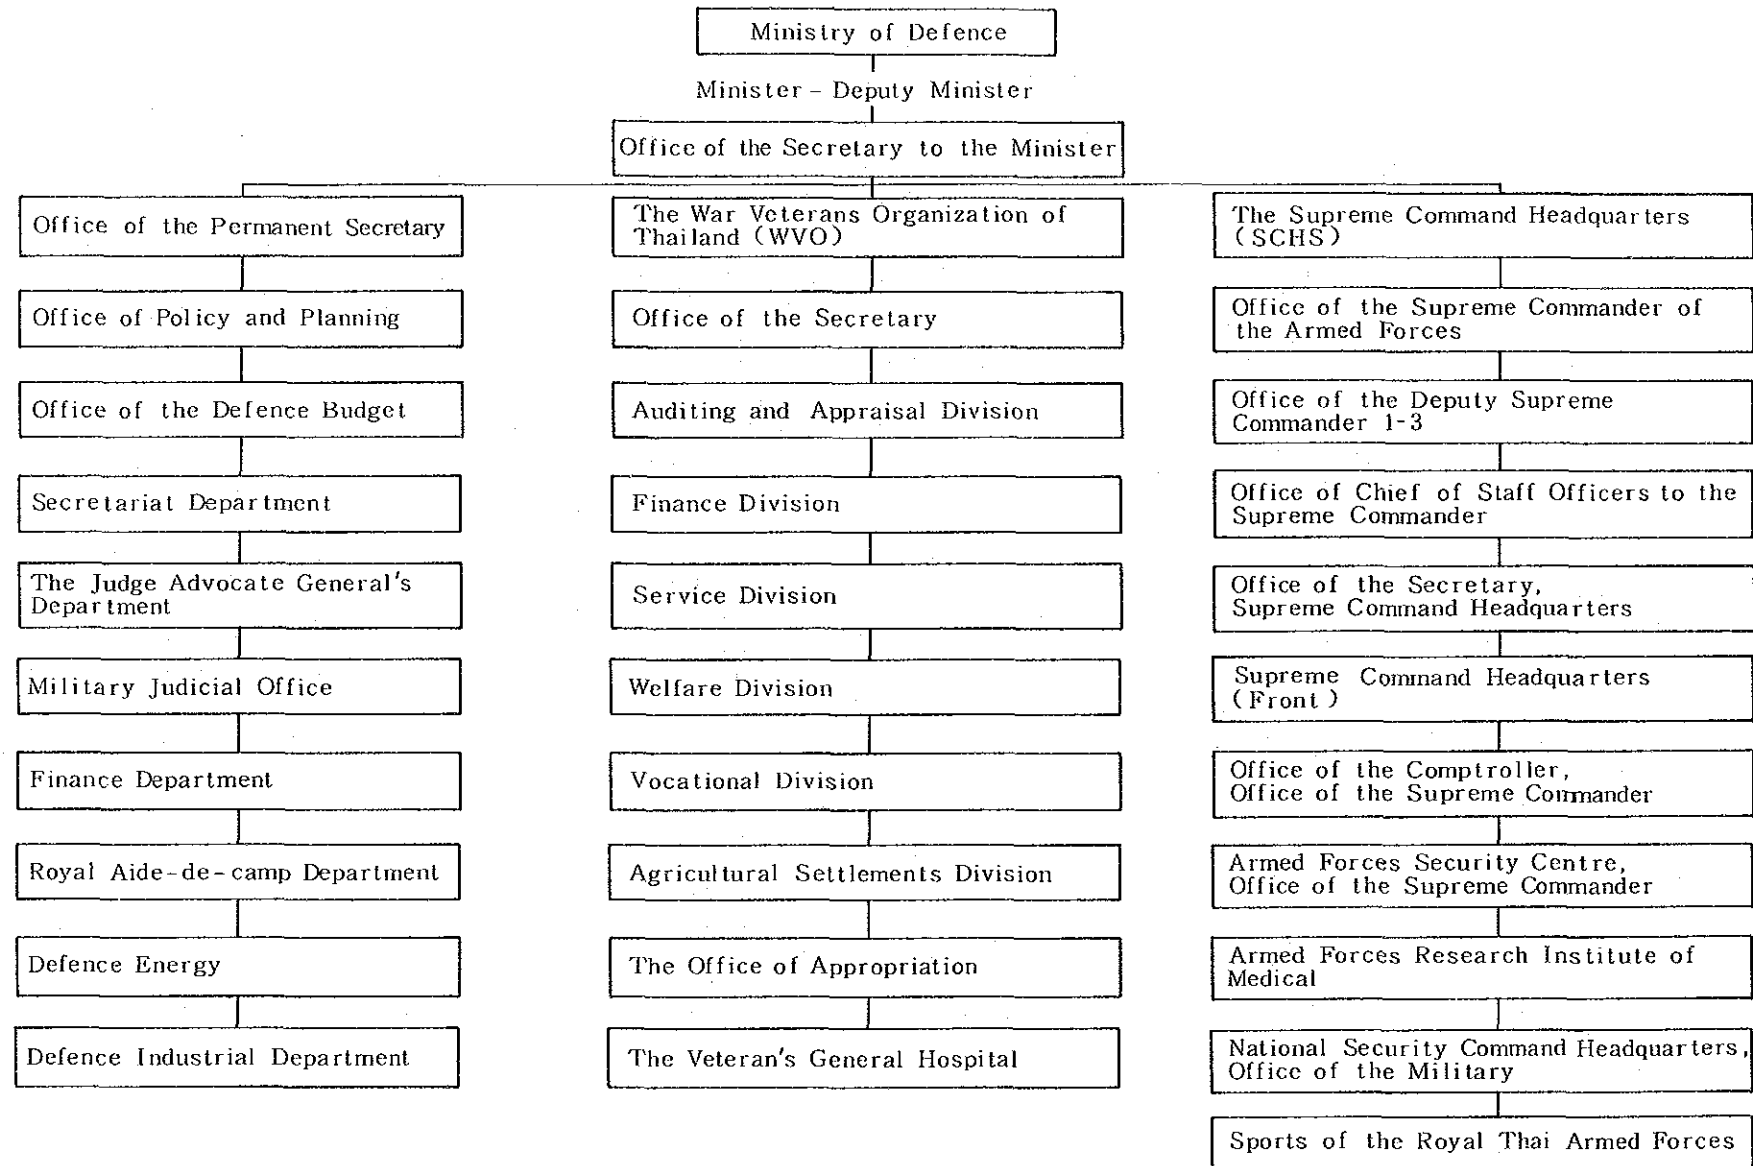 Ministry of Defence
Minister - Deputy Minister
Office of the Secretary to the Minister
Office of the Permanent Secretary
Office of Policy and Planning
Office of the Defence Budget
Secretariat Department
The Judge Advocate General's
Department
Military Judicial Office
Finance Department
Royal Aide-de-camp Department
Defence Energy
Defence Industrial Department
The War Veterans Organization of
Thailand (WVO)
Office of the Secretary
Auditing and Appraisal Division
Finance Division
Service Division
Welfare Division
Vocational Division
Agricultural Settlements Division
The Office of Appropriation
The Veteran's General Hospital
The Supreme Command Headquarters
(SCHS)
Office of the Supreme Commander of
the Armed Forces
Office of the Deputy Supreme
Commander 1-3
Office of Chief of Staff Officers to the
Supreme Commander
Office of the Secretary,
Supreme Command Headquarters
Supreme Command Headquarters
(Front)
Office of the Comptroller,
Office of the Supreme Commander
Armed Forces Security Centre,
Office of the Supreme Commander
Armed Forces Research Institute of
Medical
National Security Command Headquarters,
Office of the Military
Sports of the Royal Thai Armed Forces